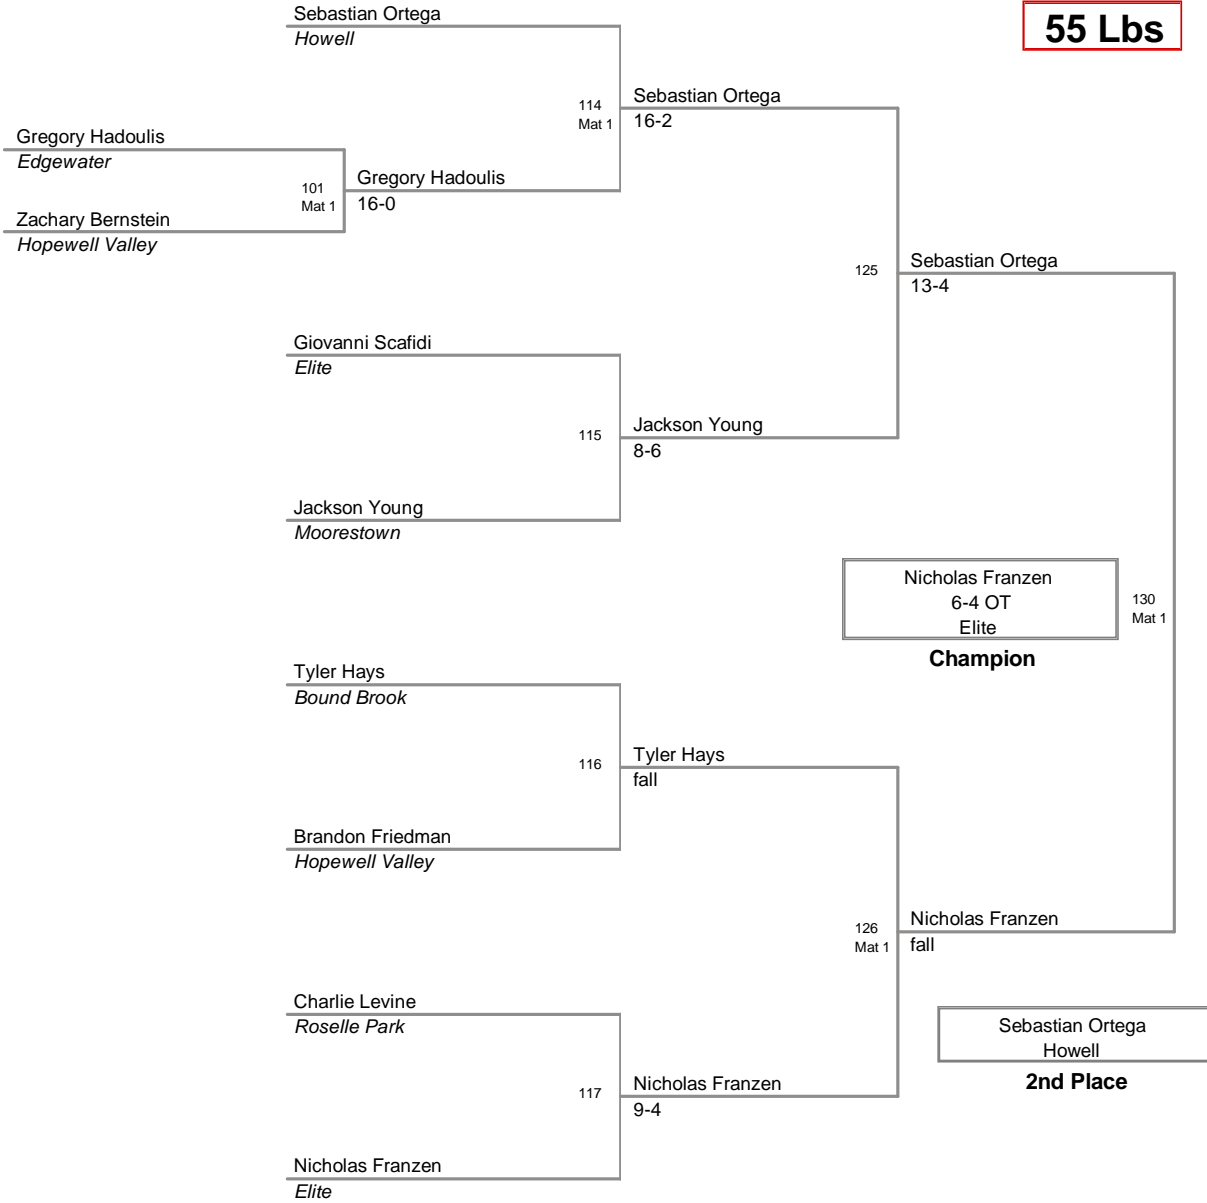 Sebastian Ortega
55 Lbs
Howell
114
Mat 1
Sebastian Ortega
16-2
Gregory Hadoulis
Edgewater
101
Mat 1
Gregory Hadoulis
16-0
Zachary Bernstein
Hopewell Valley
125
Sebastian Ortega
13-4
Giovanni Scafidi
Elite
115
Jackson Young
8-6
Jackson Young
Moorestown
Nicholas Franzen
6-4 OT
Elite
130
Mat 1
Champion
Tyler Hays
Bound Brook
116
Tyler Hays
fall
Brandon Friedman
Hopewell Valley
126
Mat 1
Nicholas Franzen
fall
Charlie Levine
Roselle Park
Sebastian Ortega
Howell
2nd Place
117
Nicholas Franzen
9-4
Nicholas Franzen
Elite